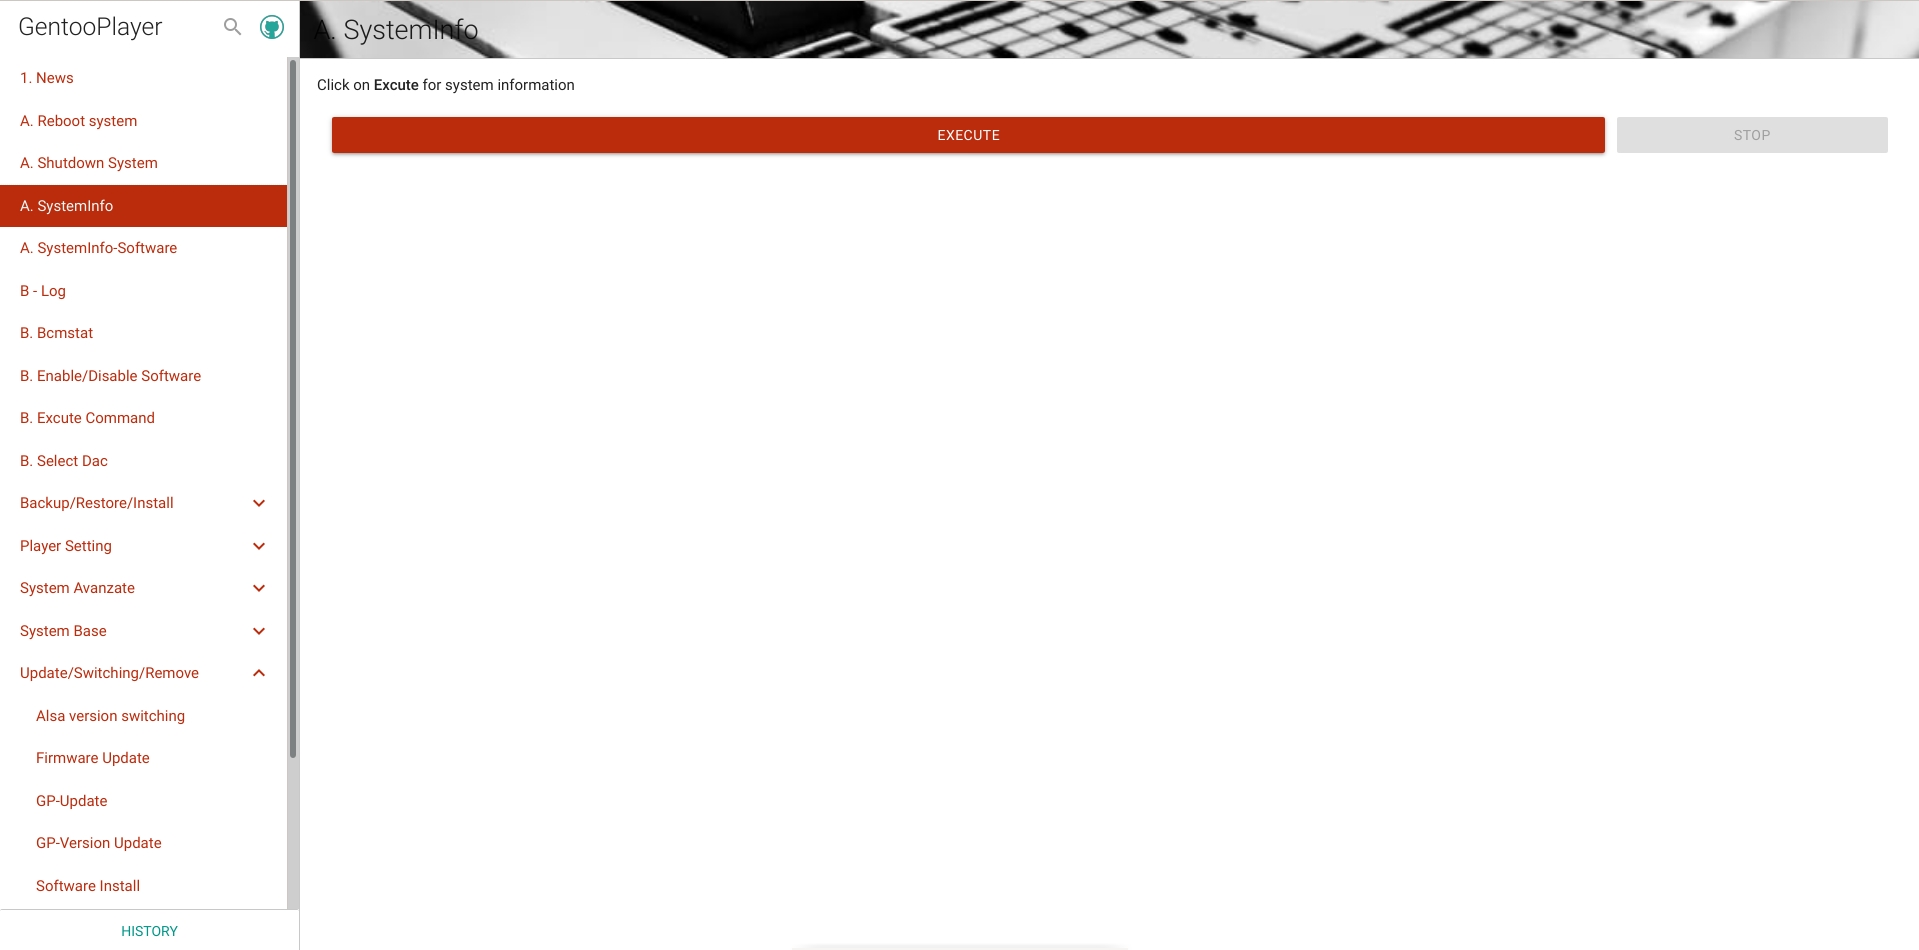 GentooPlayer
A. SystemInfo
1. News
A. Reboot system
A. Shutdown System
A. SystemInfo
A. SystemInfo-Software
B - Log
B. Bcmstat
B. Enable/Disable Software
B. Excute Command
B. Select Dac
Backup/Restore/Install
Player Setting
System Avanzate
System Base
Update/Switching/Remove
Alsa version switching
Firmware Update
GP-Update
GP-Version Update
Software Install
HISTORY
Click on Excute for system information
EXECUTE
STOP